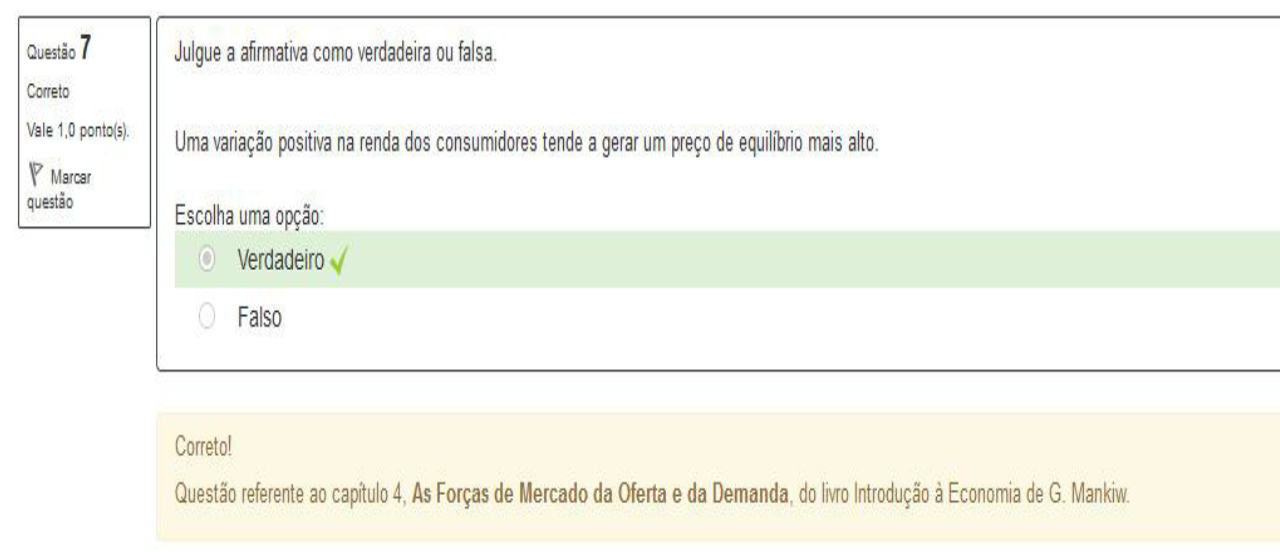 Questão 7
Correto
Vale 1,0 ponto(s).
Marcar
questão
Julgue a afirmativa como verdadeira ou falsa.
Uma variação positiva na renda dos consumidores tende a gerar um preço de equilíbrio mais alto.
Escolha uma opção:
Verdadeiro
Falso
Correto!
Questão referente ao capítulo 4, As Forças de Mercado da Oferta e da Demanda, do livro Introdução à Economia de G. Mankiw.